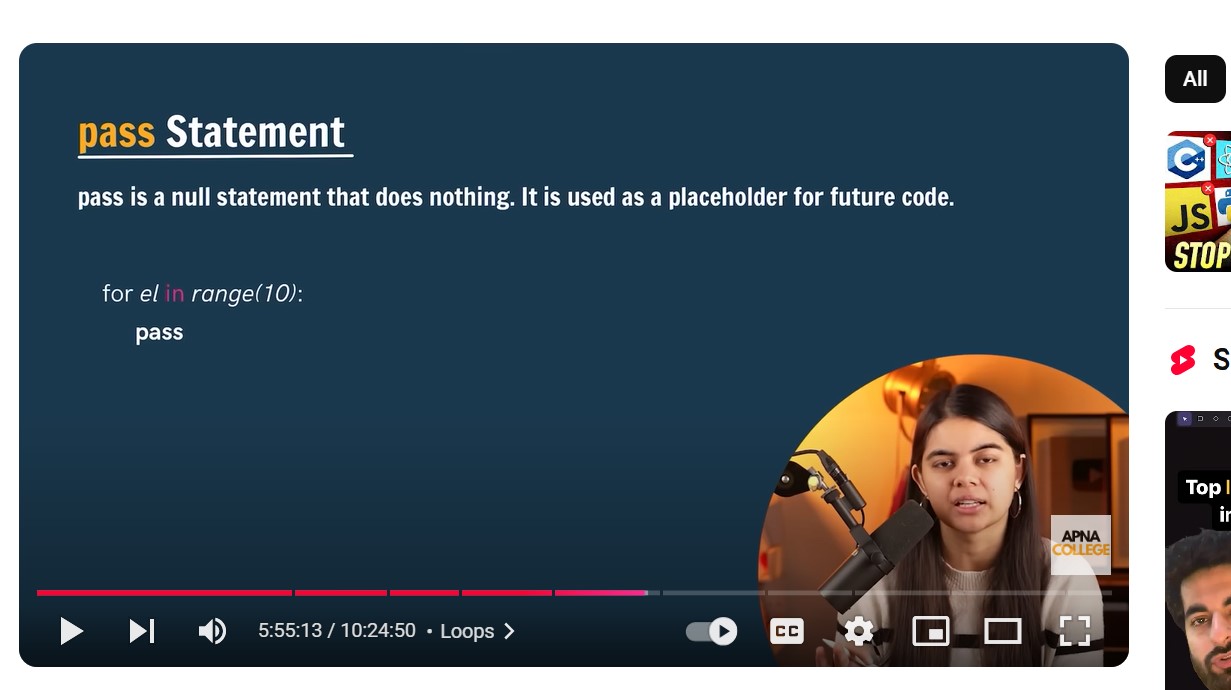 pass Statement
pass is a null statement that does nothing. It is used as a placeholder for future code.
for el in range(10):
pass
APNA
COLLEGE
5:55:13 / 10:24:50 • Loops
CC
All
C++
JS
STOP
S
Top
in